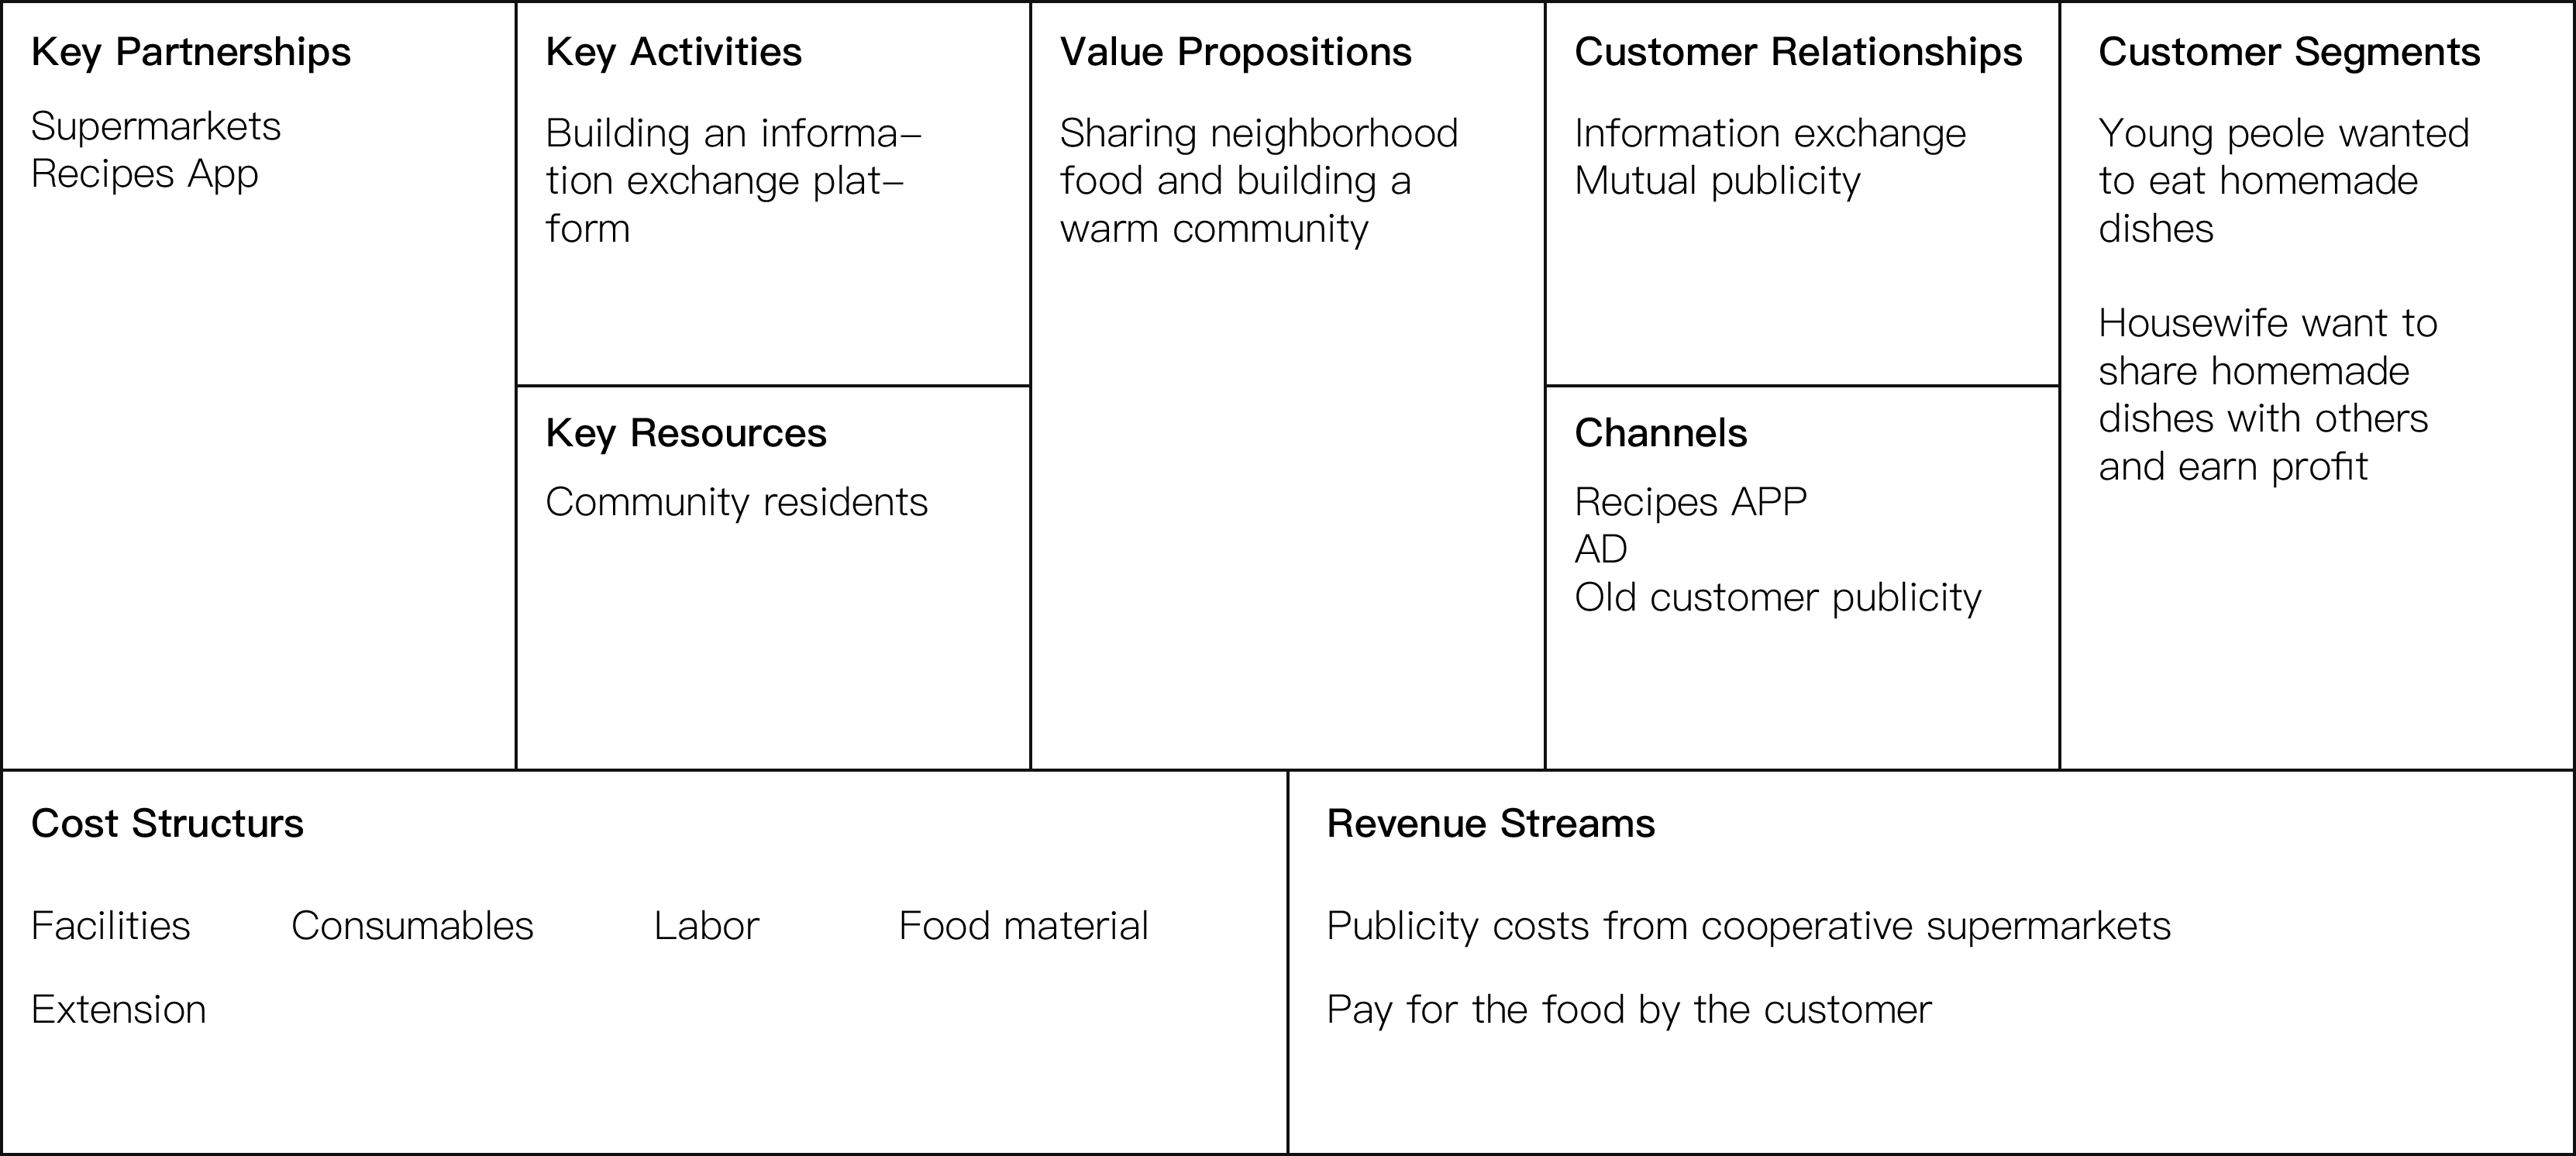 Key Partnerships
Supermarkets
Recipes App
Key Activities
Building an informa–
tion exchange plat–
form
Key Resources
Community residents
Value Propositions
Sharing neighborhood
food and building a
warm community
Customer Relationships
Information exchange
Mutual publicity
Channels
Recipes APP
AD
Old customer publicity
Customer Segments
Young peole wanted
to eat homemade
dishes
Housewife want to
share homemade
dishes with others
and earn profit
Cost Structurs
Facilities Consumables Labor Food material
Extension
Revenue Streams
Publicity costs from cooperative supermarkets
Pay for the food by the customer